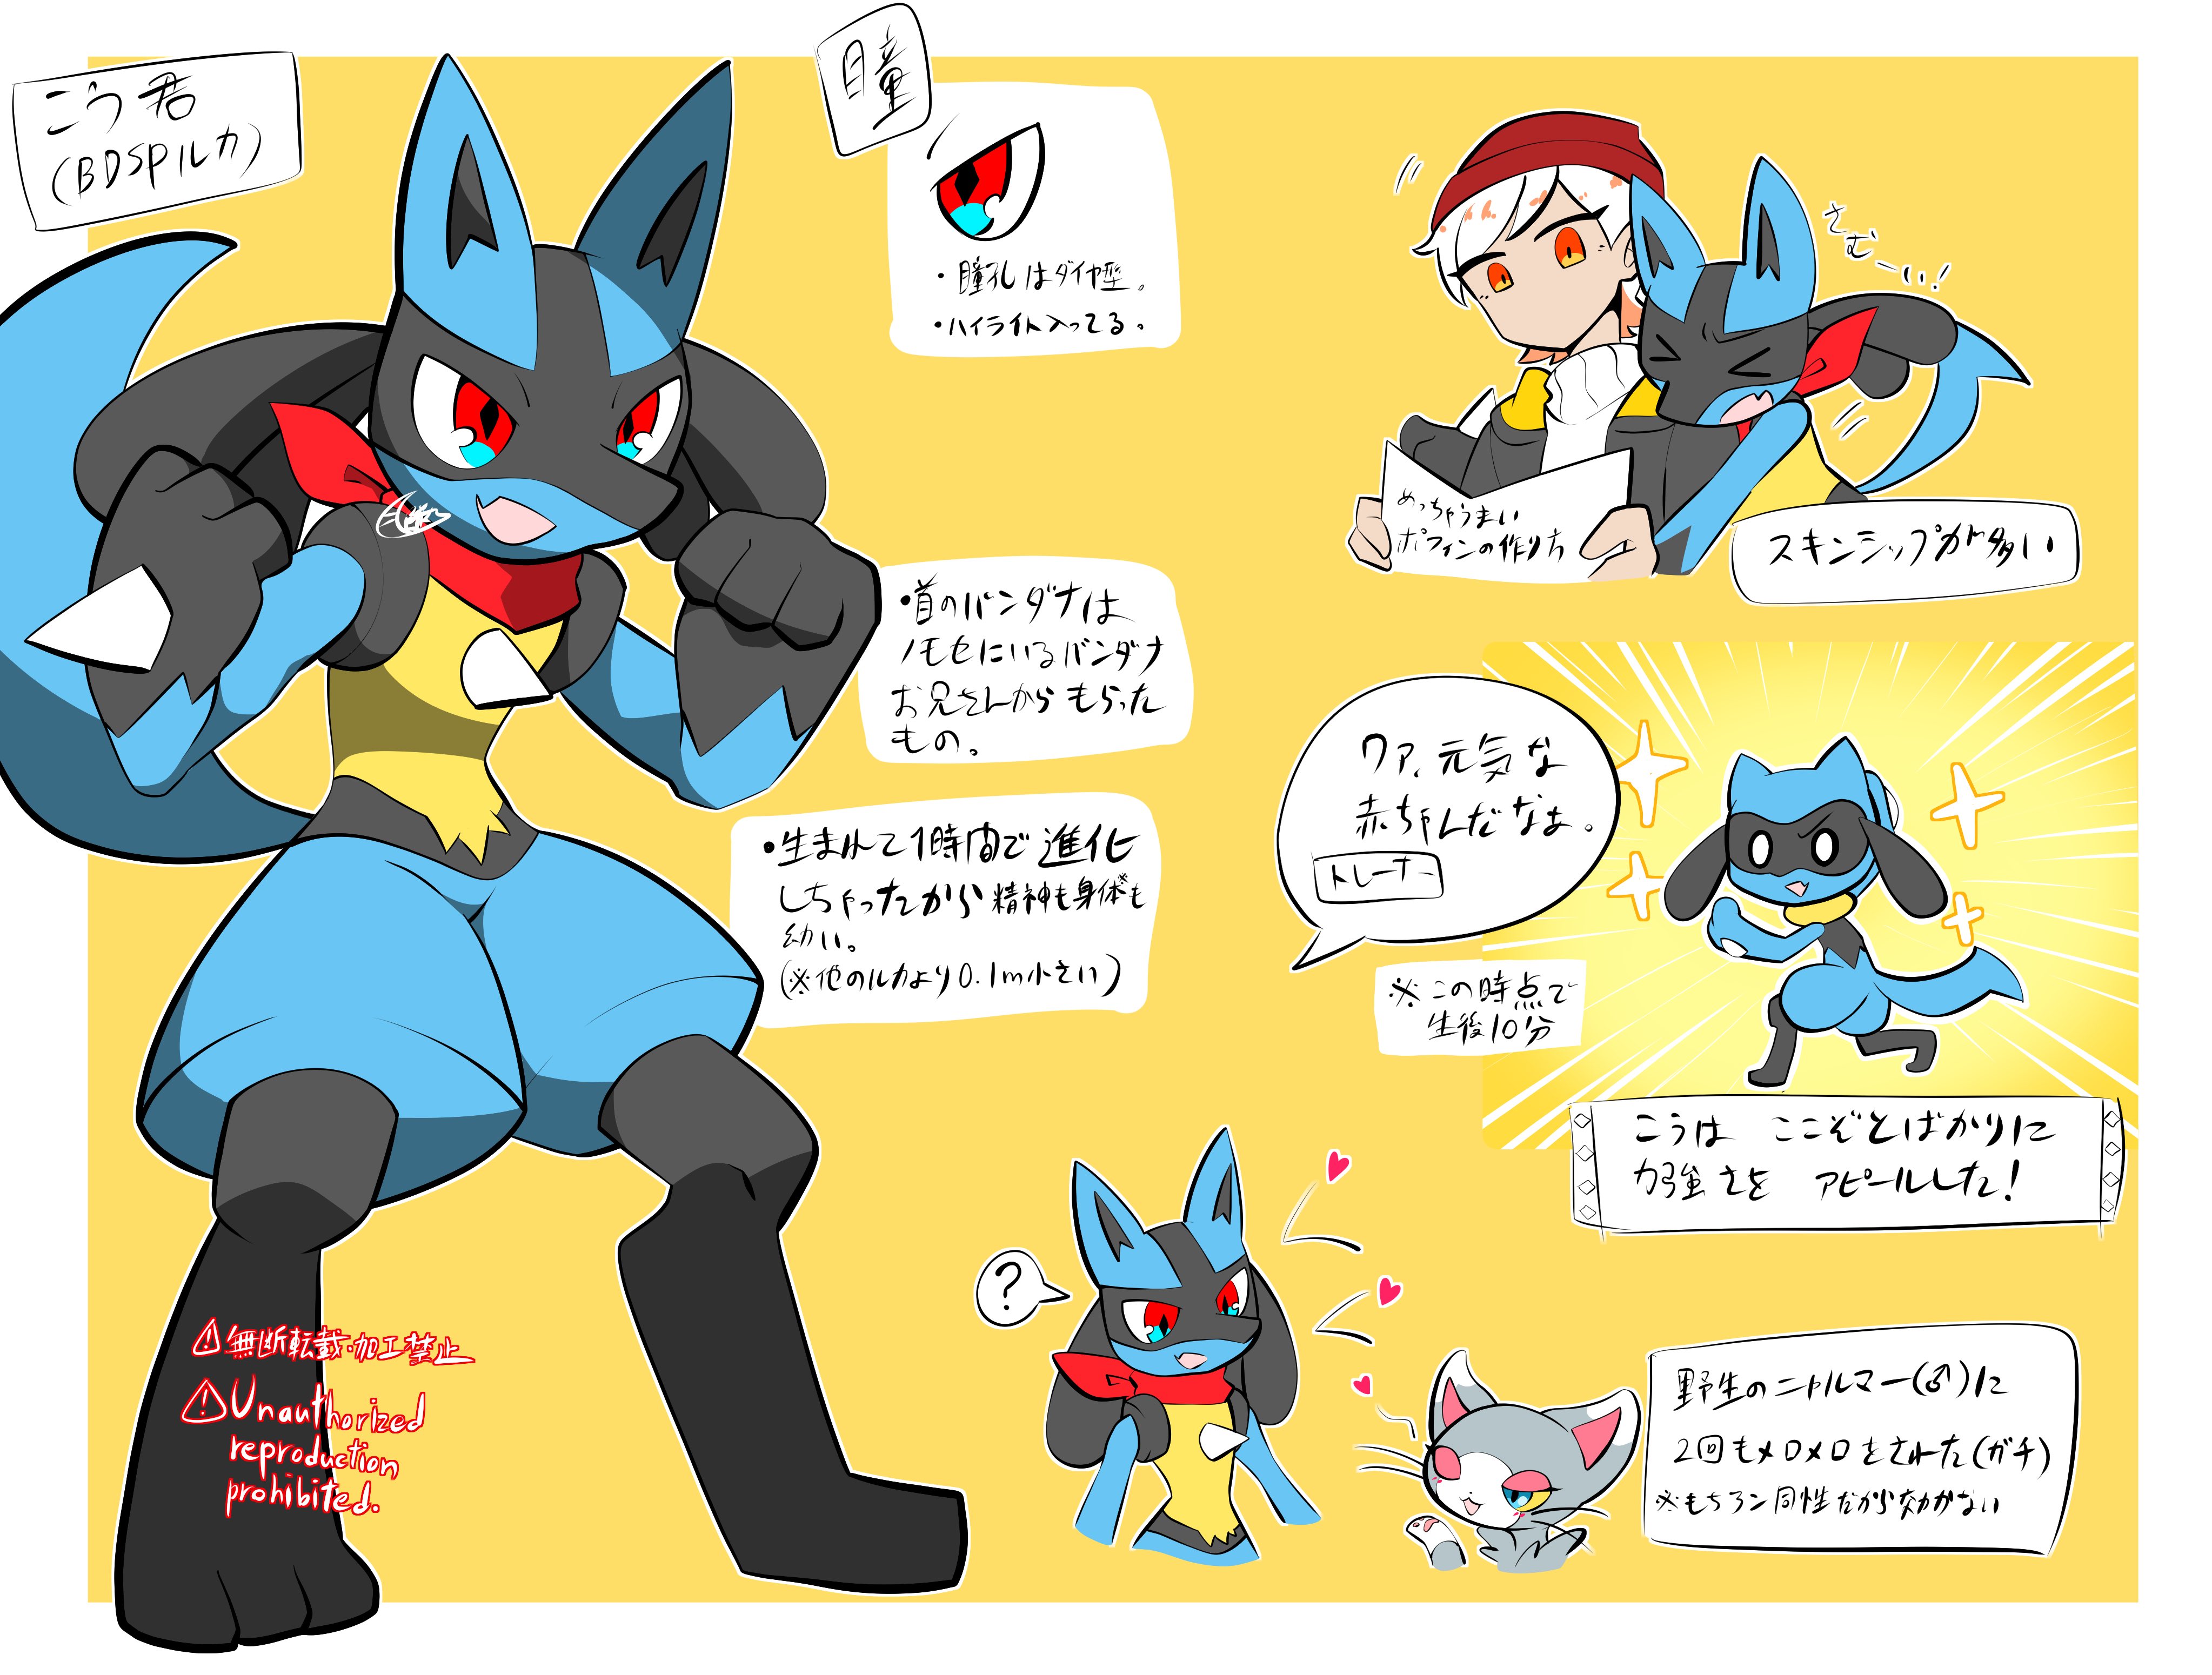 こう君
(BDSPルカ)
瞳
・瞳孔はダイヤ型。
・ハイライト入ってる。
さむーい!
めっちゃうまい
ポフィンの作り方
スキンシップが多い
・首のバンダナは
ノモセにいるバンダナ
お兄さんからもらった
もの。
・生まれて1時間で進化
しちゃったから精神も身体も
幼い。
(※他のルカより0.1m小さい)
ワァ、元気な
赤ちゃんだなぁ。
トレーナー
※この時点で
生後10分
こうは ここぞとばかりに
力強さを アピールした!
?
野生のニャルマー(♂)に
2回もメロメロをされた(ガチ)
※もちろン同性だから効かない
⚠無断転載・加工禁止
⚠Unauthorized
reproduction
prohibited.